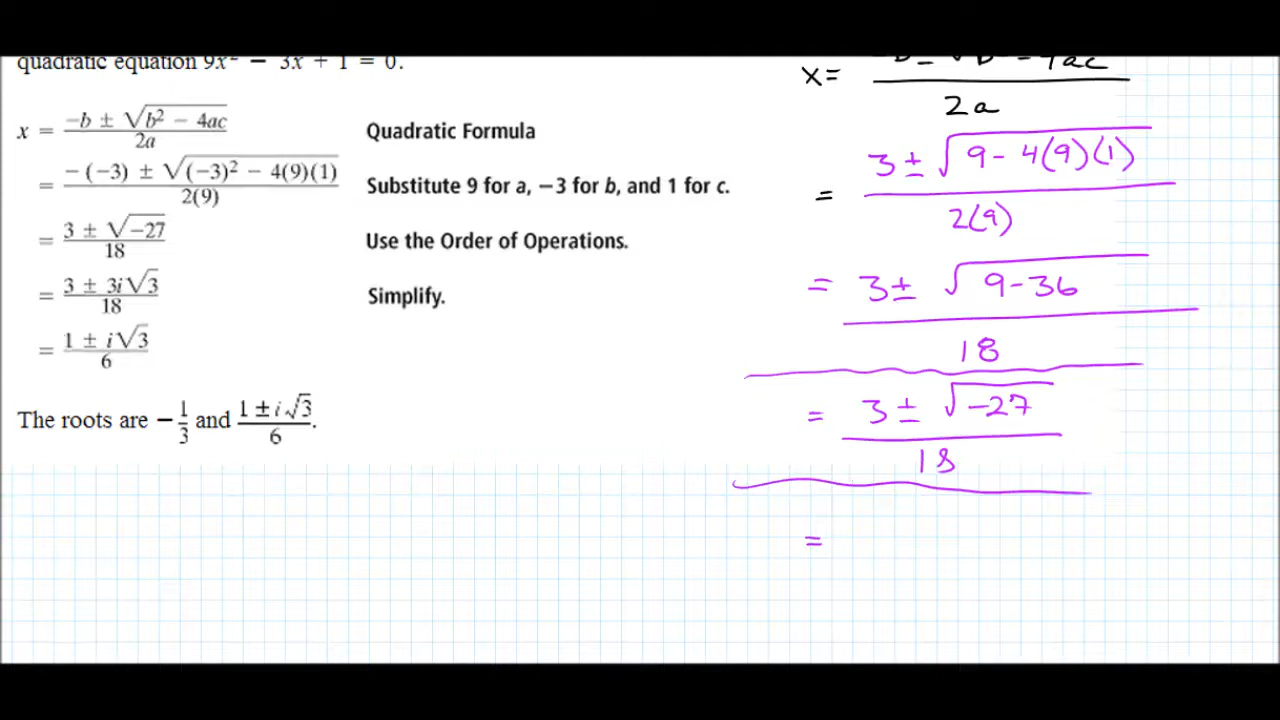 quadratic equation 9x² − 3x + 1 = 0.
x = −b ± √b² − 4ac / 2a Quadratic Formula
= −(−3) ± √(−3)² − 4(9)(1) / 2(9) Substitute 9 for a, −3 for b, and 1 for c.
= 3 ± √−27 / 18 Use the Order of Operations.
= 3 ± 3i√3 / 18 Simplify.
= 1 ± i√3 / 6
The roots are −1/3 and 1 ± i√3 / 6.
x = −b ± √b² − 4ac / 2a
= 3 ± √9 − 4(9)(1) / 2(9)
= 3 ± √9 − 36 / 18
= 3 ± √−27 / 18
=